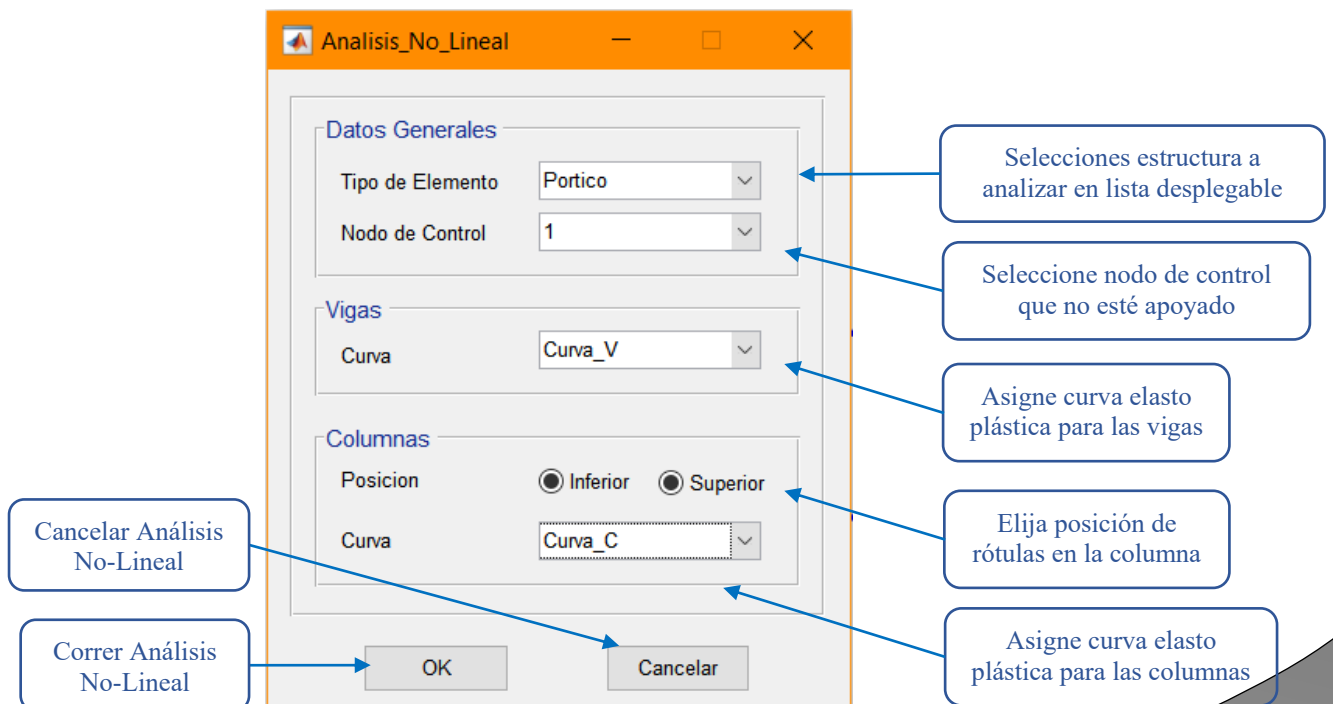 Analisis_No_Lineal
Datos Generales
Tipo de Elemento
Portico
Nodo de Control
1
Vigas
Curva
Curva_V
Columnas
Posicion
Inferior
Superior
Curva
Curva_C
OK
Cancelar
Selecciones estructura a
analizar en lista desplegable
Seleccione nodo de control
que no esté apoyado
Asigne curva elasto
plástica para las vigas
Elija posición de
rótulas en la columna
Asigne curva elasto
plástica para las columnas
Cancelar Análisis
No-Lineal
Correr Análisis
No-Lineal